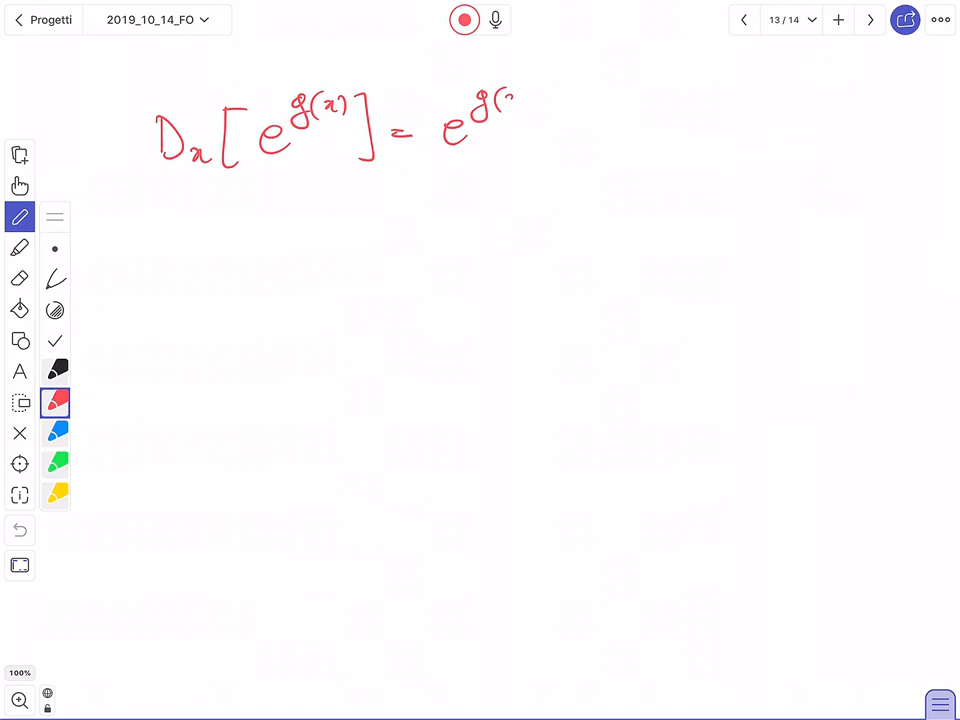 Progetti
2019_10_14_FO
13 / 14
Dₓ[e^{g(x)}] = e^{g(
A
100%